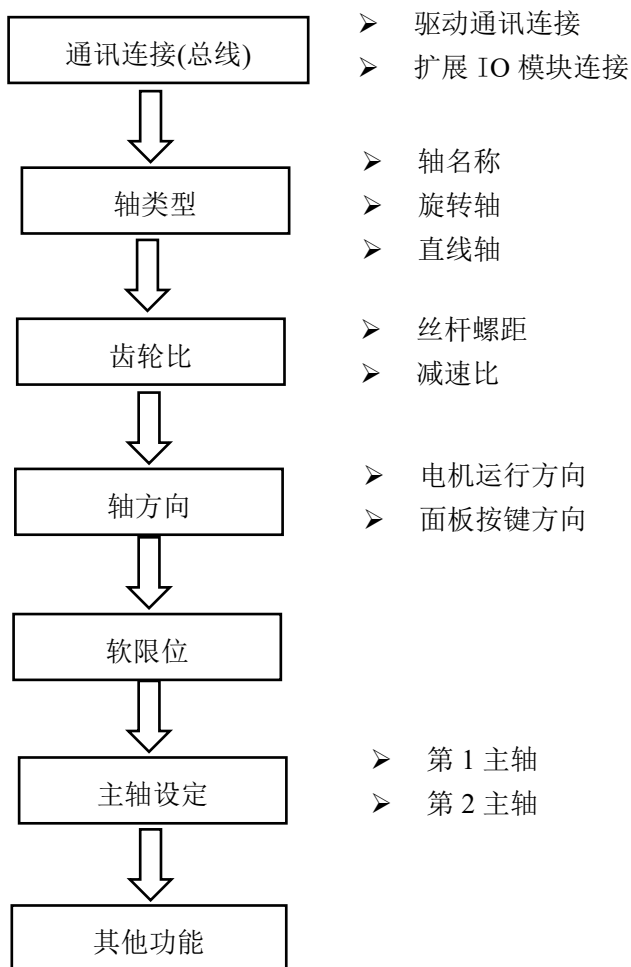 通讯连接(总线)
➢ 驱动通讯连接
➢ 扩展 IO 模块连接
轴类型
➢ 轴名称
➢ 旋转轴
➢ 直线轴
齿轮比
➢ 丝杆螺距
➢ 减速比
轴方向
➢ 电机运行方向
➢ 面板按键方向
软限位
主轴设定
➢ 第 1 主轴
➢ 第 2 主轴
其他功能